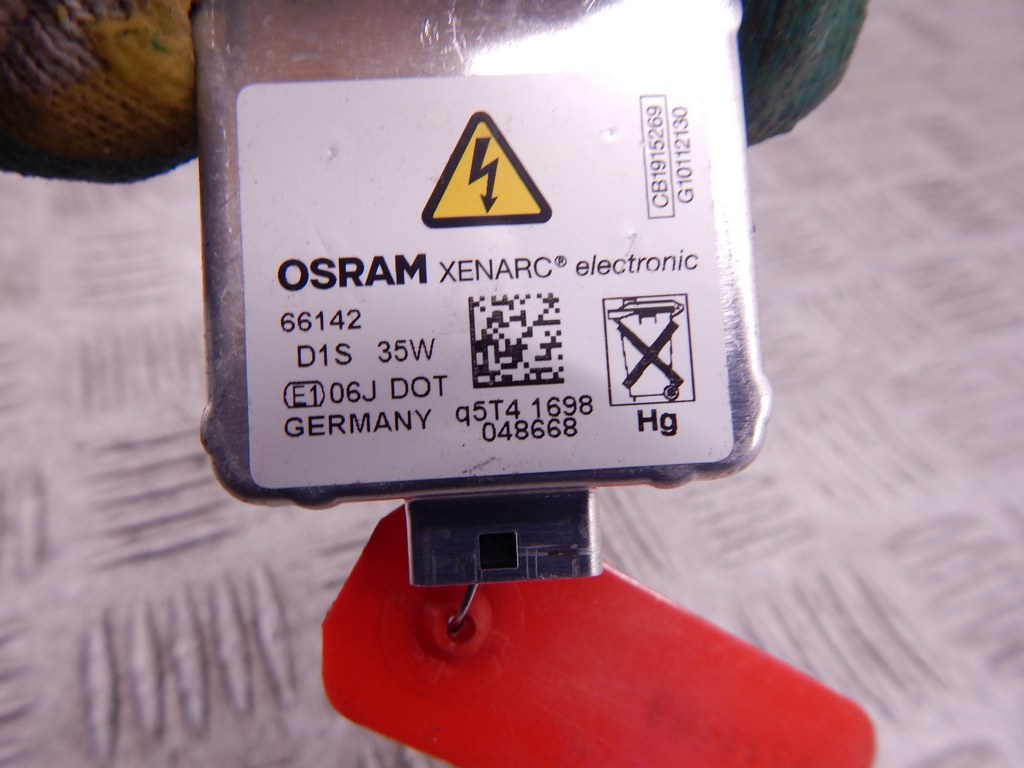 CB1915269
G10112130
OSRAM XENARC® electronic
66142
D1S 35W
E1 06J DOT
GERMANY
q5T4 1698
048668
Hg